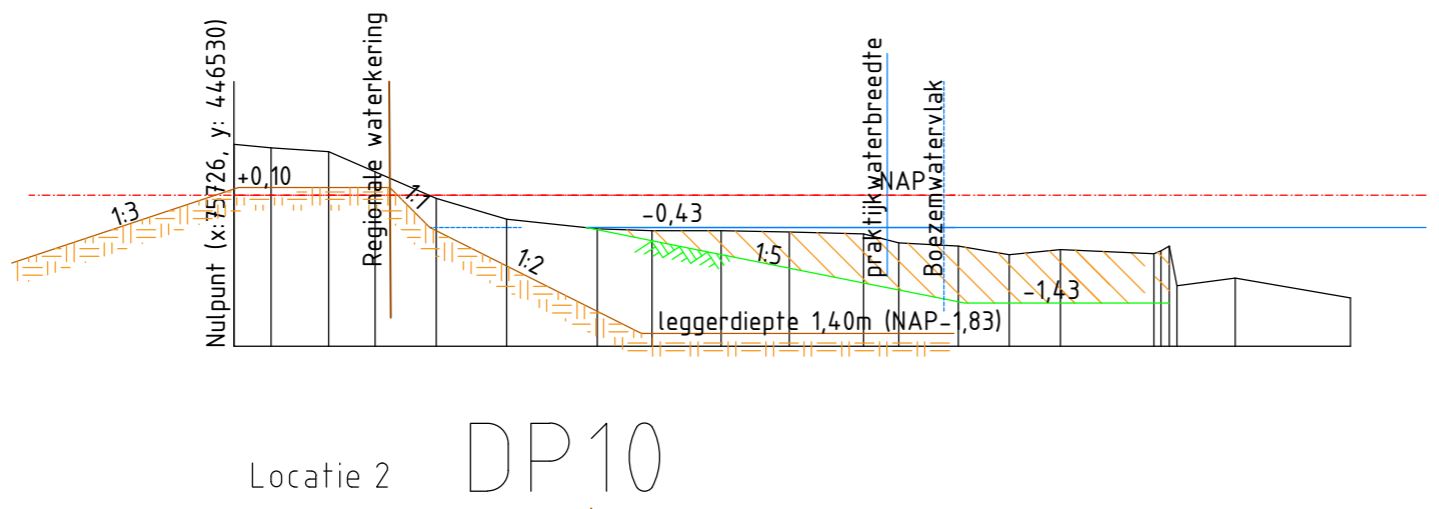 Nulpunt (x:75726, y: 446530)
Regionale waterkering
praktijkwaterbreedte
Boezemwatervlak
+0,10
NAP
1:3
1:1
-0,43
1:2
1:5
-1,43
leggerdiepte 1,40m (NAP-1,83)
Locatie 2
DP10